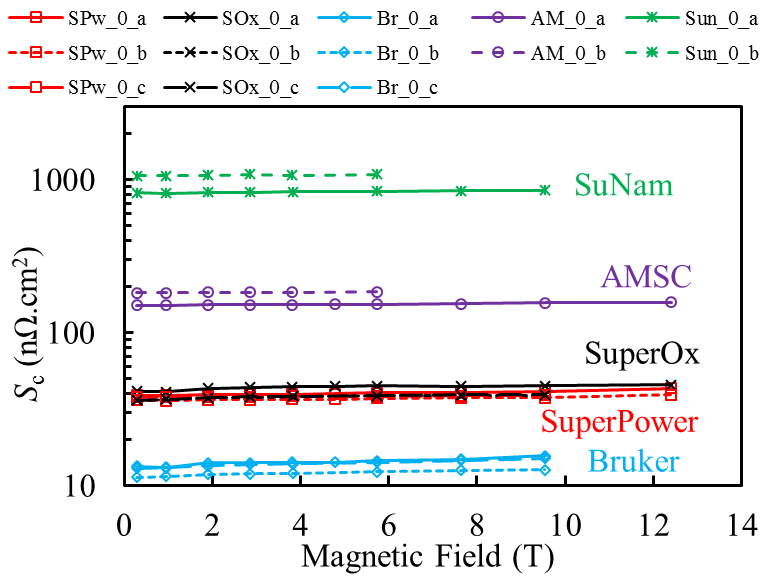 SPw_0_a SOx_0_a Br_0_a AM_0_a Sun_0_a
SPw_0_b SOx_0_b Br_0_b AM_0_b Sun_0_b
SPw_0_c SOx_0_c Br_0_c
1000
SuNam
AMSC
100
SuperOx
SuperPower
Bruker
10
Sc (nΩ.cm²)
0 2 4 6 8 10 12 14
Magnetic Field (T)